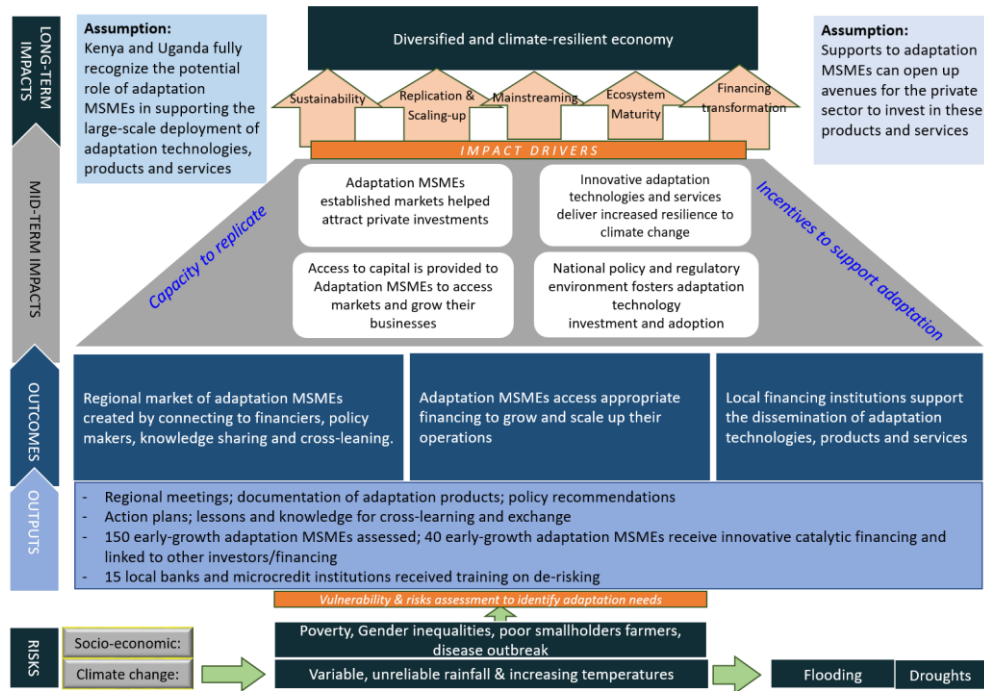 LONG-TERM
IMPACTS
Assumption:
Kenya and Uganda fully
recognize the potential
role of adaptation
MSMEs in supporting the
large-scale deployment of
adaptation technologies,
products and services
Diversified and climate-resilient economy
Assumption:
Supports to adaptation
MSMEs can open up
avenues for the private
sector to invest in these
products and services
Sustainability
Replication &
Scaling-up
Mainstreaming
Ecosystem
Maturity
Financing
transformation
IMPACT DRIVERS
MID-TERM IMPACTS
Capacity to replicate
Adaptation MSMEs
established markets helped
attract private investments
Innovative adaptation
technologies and services
deliver increased resilience to
climate change
Access to capital is provided to
Adaptation MSMEs to access
markets and grow their
businesses
National policy and regulatory
environment fosters adaptation
technology
investment and adoption
Incentives to support adaptation
OUTCOMES
Regional market of adaptation MSMEs
created by connecting to financiers, policy
makers, knowledge sharing and cross-leaning.
Adaptation MSMEs access appropriate
financing to grow and scale up their
operations
Local financing institutions support
the dissemination of adaptation
technologies, products and services
OUTPUTS
- Regional meetings; documentation of adaptation products; policy recommendations
- Action plans; lessons and knowledge for cross-learning and exchange
- 150 early-growth adaptation MSMEs assessed; 40 early-growth adaptation MSMEs receive innovative catalytic financing and
linked to other investors/financing
- 15 local banks and microcredit institutions received training on de-risking
Vulnerability & risks assessment to identify adaptation needs
RISKS
Socio-economic:
Poverty, Gender inequalities, poor smallholders farmers,
disease outbreak
Climate change:
Variable, unreliable rainfall & increasing temperatures
Flooding
Droughts